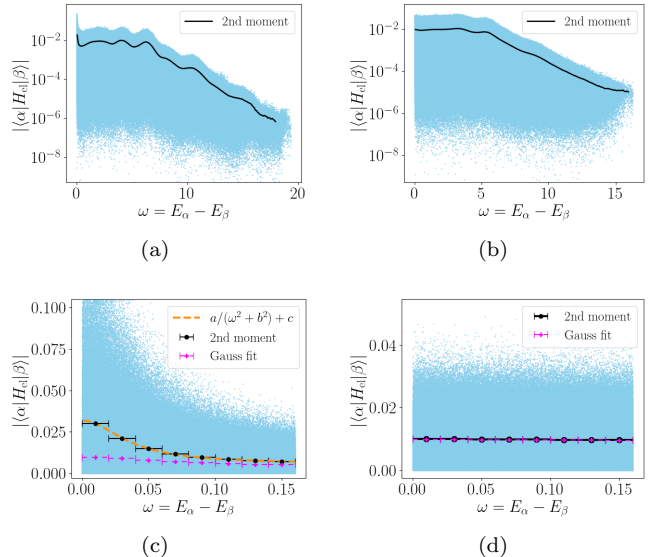 2nd moment
10⁻²
10⁻⁴
10⁻⁶
10⁻⁸
|⟨α|H_el|β⟩|
0 10 20
ω = E_α − E_β
(a)
2nd moment
10⁻²
10⁻⁴
10⁻⁶
10⁻⁸
|⟨α|H_el|β⟩|
0 5 10 15
ω = E_α − E_β
(b)
a/(ω² + b²) + c
2nd moment
Gauss fit
0.100
0.075
0.050
0.025
0.000
|⟨α|H_el|β⟩|
0.00 0.05 0.10 0.15
ω = E_α − E_β
(c)
2nd moment
Gauss fit
0.04
0.02
0.00
|⟨α|H_el|β⟩|
0.00 0.05 0.10 0.15
ω = E_α − E_β
(d)